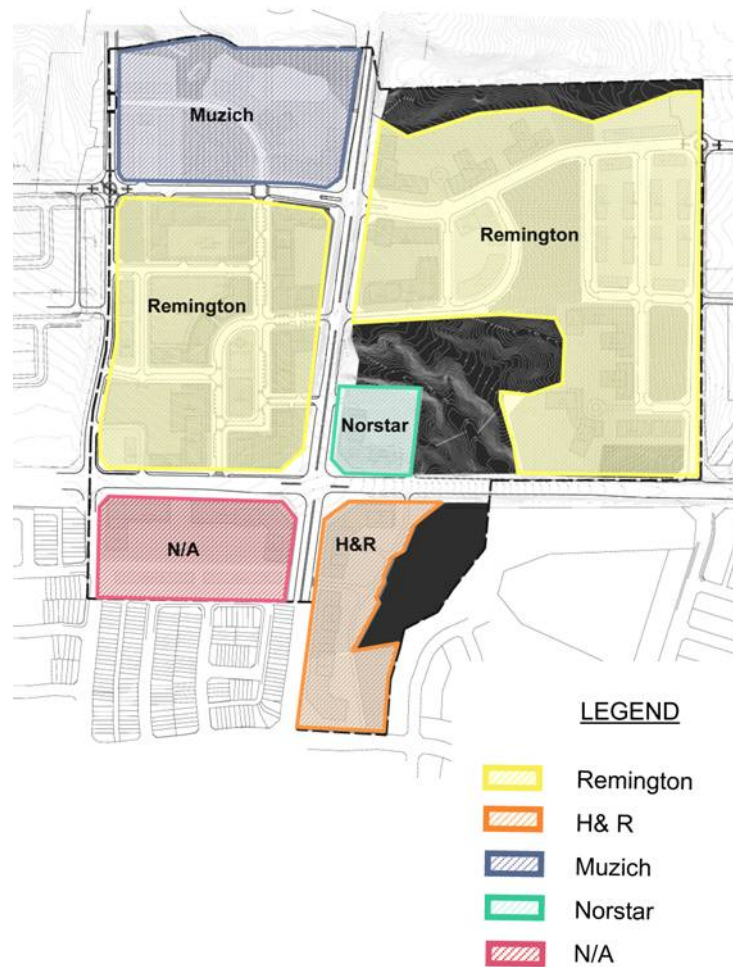 Muzich
Remington
Remington
Norstar
N/A
H&R
LEGEND
Remington
H& R
Muzich
Norstar
N/A